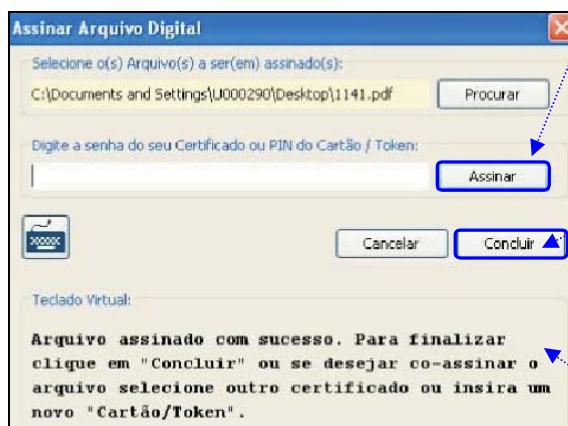 Assinar Arquivo Digital
Selecione o(s) Arquivo(s) a ser(em) assinado(s):
C:\Documents and Settings\U000290\Desktop\1141.pdf
Procurar
Digite a senha do seu Certificado ou PIN do Cartão / Token:
Assinar
Cancelar
Concluir
Teclado Virtual:
Arquivo assinado com sucesso. Para finalizar
clique em "Concluir" ou se desejar co-assinar o
arquivo selecione outro certificado ou insira um
novo "Cartão/Token".